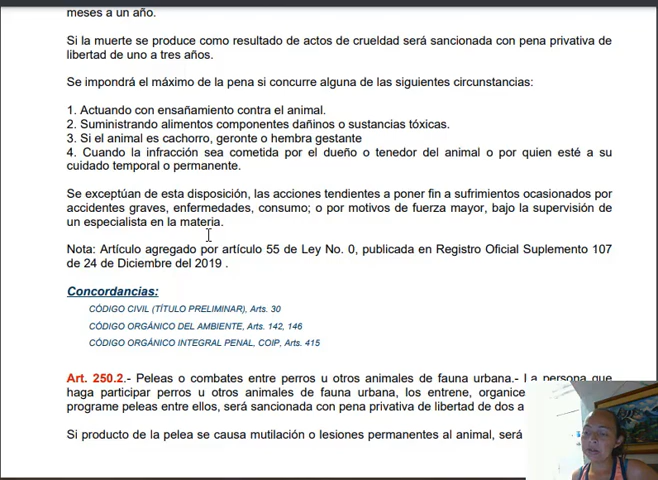 meses a un año.
Si la muerte se produce como resultado de actos de crueldad será sancionada con pena privativa de
libertad de uno a tres años.
Se impondrá el máximo de la pena si concurre alguna de las siguientes circunstancias:
1. Actuando con ensañamiento contra el animal.
2. Suministrando alimentos componentes dañinos o sustancias tóxicas.
3. Si el animal es cachorro, geronte o hembra gestante
4. Cuando la infracción sea cometida por el dueño o tenedor del animal o por quien esté a su
cuidado temporal o permanente.
Se exceptúan de esta disposición, las acciones tendientes a poner fin a sufrimientos ocasionados por
accidentes graves, enfermedades, consumo; o por motivos de fuerza mayor, bajo la supervisión de
un especialista en la materia.
Nota: Artículo agregado por artículo 55 de Ley No. 0, publicada en Registro Oficial Suplemento 107
de 24 de Diciembre del 2019 .
Concordancias:
CÓDIGO CIVIL (TÍTULO PRELIMINAR), Arts. 30
CÓDIGO ORGÁNICO DEL AMBIENTE, Arts. 142, 146
CÓDIGO ORGÁNICO INTEGRAL PENAL, COIP, Arts. 415
Art. 250.2.- Peleas o combates entre perros u otros animales de fauna urbana.- La persona que
haga participar perros u otros animales de fauna urbana, los entrene, organice
programe peleas entre ellos, será sancionada con pena privativa de libertad de dos a
Si producto de la pelea se causa mutilación o lesiones permanentes al animal, será